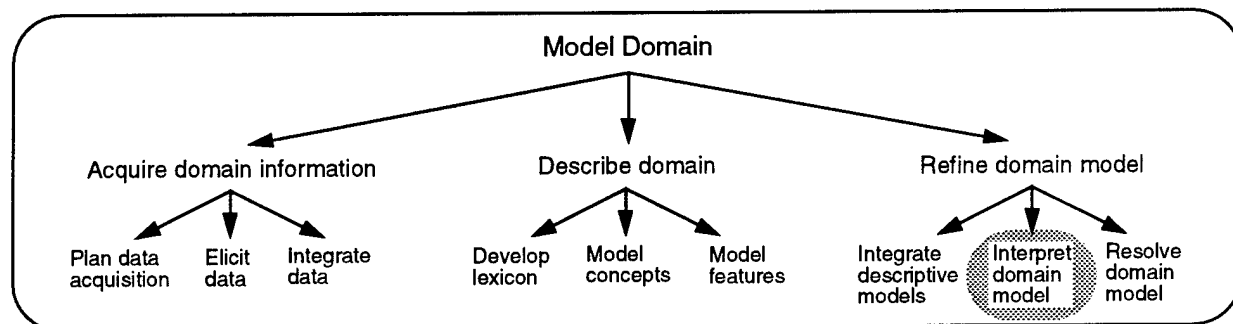 Model Domain
Acquire domain information
Describe domain
Refine domain model
Plan data
acquisition
Elicit
data
Integrate
data
Develop
lexicon
Model
concepts
Model
features
Integrate
descriptive
models
Interpret
domain
model
Resolve
domain
model